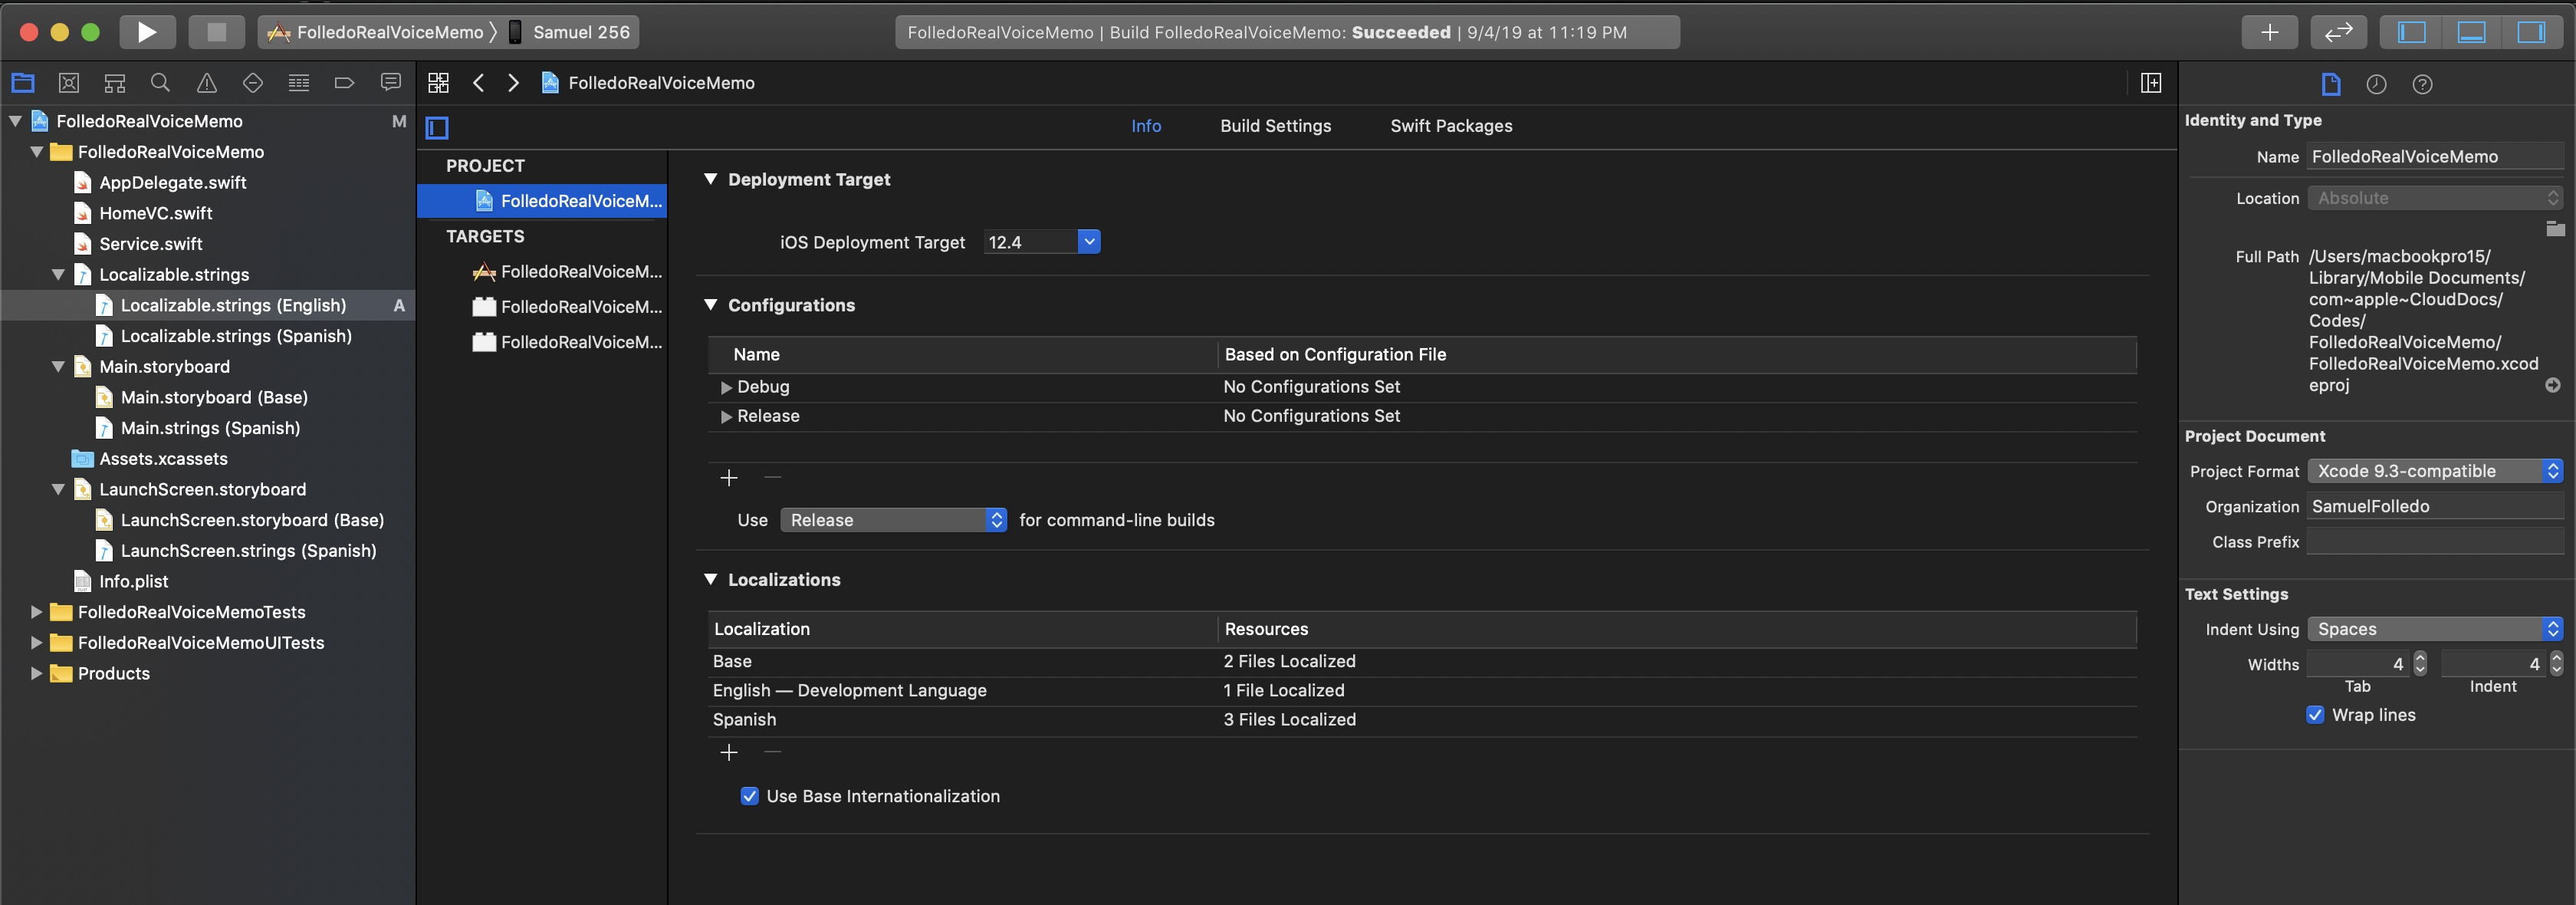 FolledoRealVoiceMemo
Samuel 256
FolledoRealVoiceMemo | Build FolledoRealVoiceMemo: Succeeded | 9/4/19 at 11:19 PM
FolledoRealVoiceMemo M
FolledoRealVoiceMemo
AppDelegate.swift
HomeVC.swift
Service.swift
Localizable.strings
Localizable.strings (English) A
Localizable.strings (Spanish)
Main.storyboard
Main.storyboard (Base)
Main.strings (Spanish)
Assets.xcassets
LaunchScreen.storyboard
LaunchScreen.storyboard (Base)
LaunchScreen.strings (Spanish)
Info.plist
FolledoRealVoiceMemoTests
FolledoRealVoiceMemoUITests
Products
FolledoRealVoiceMemo
Info Build Settings Swift Packages
PROJECT
FolledoRealVoiceM...
TARGETS
FolledoRealVoiceM...
FolledoRealVoiceM...
FolledoRealVoiceM...
Deployment Target
iOS Deployment Target 12.4
Configurations
Name Based on Configuration File
Debug No Configurations Set
Release No Configurations Set
Use Release for command-line builds
Localizations
Localization Resources
Base 2 Files Localized
English — Development Language 1 File Localized
Spanish 3 Files Localized
Use Base Internationalization
Identity and Type
Name FolledoRealVoiceMemo
Location Absolute
Full Path /Users/macbookpro15/
Library/Mobile Documents/
com~apple~CloudDocs/
Codes/
FolledoRealVoiceMemo/
FolledoRealVoiceMemo.xcod
eproj
Project Document
Project Format Xcode 9.3-compatible
Organization SamuelFolledo
Class Prefix
Text Settings
Indent Using Spaces
Widths 4 4
Tab Indent
Wrap lines